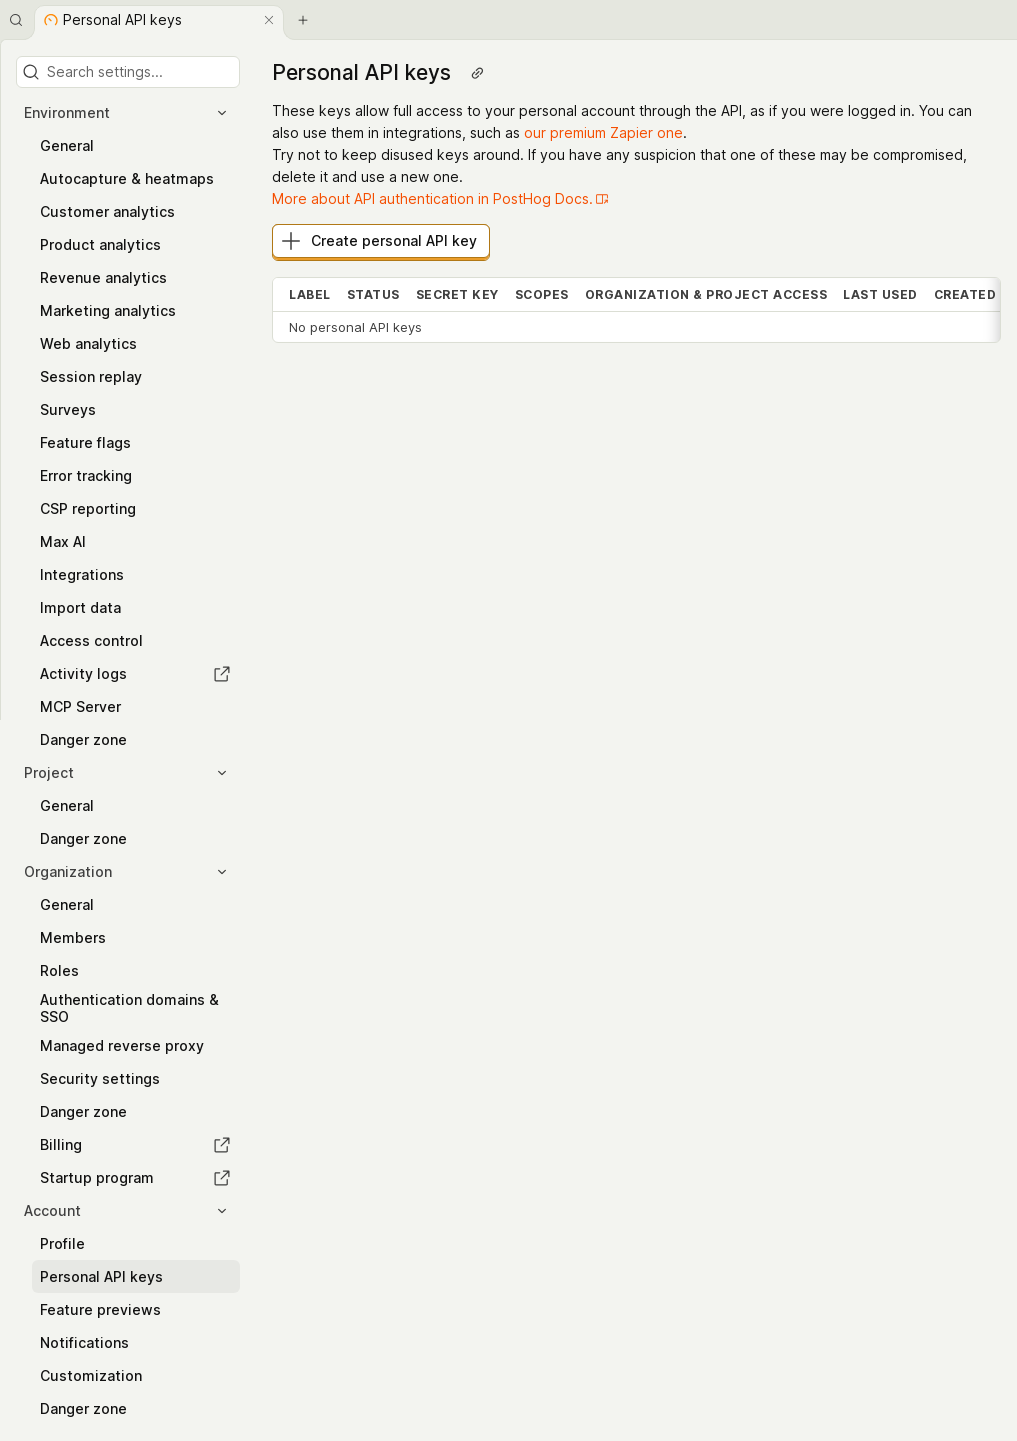 Personal API keys
Search settings...
Environment
General
Autocapture & heatmaps
Customer analytics
Product analytics
Revenue analytics
Marketing analytics
Web analytics
Session replay
Surveys
Feature flags
Error tracking
CSP reporting
Max AI
Integrations
Import data
Access control
Activity logs
MCP Server
Danger zone
Project
General
Danger zone
Organization
General
Members
Roles
Authentication domains &
SSO
Managed reverse proxy
Security settings
Danger zone
Billing
Startup program
Account
Profile
Personal API keys
Feature previews
Notifications
Customization
Danger zone
Personal API keys
These keys allow full access to your personal account through the API, as if you were logged in. You can
also use them in integrations, such as our premium Zapier one.
Try not to keep disused keys around. If you have any suspicion that one of these may be compromised,
delete it and use a new one.
More about API authentication in PostHog Docs.
Create personal API key
LABEL STATUS SECRET KEY SCOPES ORGANIZATION & PROJECT ACCESS LAST USED CREATED
No personal API keys